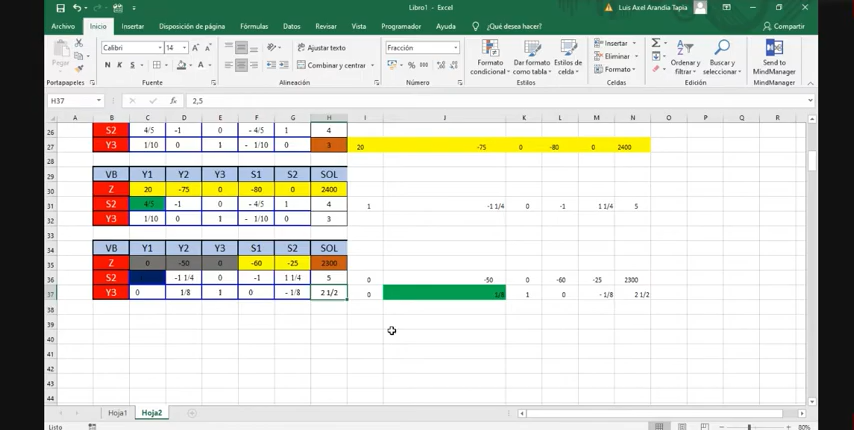 Libro1 - Excel
Luis Axel Arandia Tapia
Archivo Inicio Insertar Disposición de página Fórmulas Datos Revisar Vista Programador Ayuda ¿Qué desea hacer? Compartir
Pegar Calibri 14 Ajustar texto Fracción Insertar
N K S Combinar y centrar Formato condicional Dar formato como tabla Estilos de celda Eliminar Formato Ordenar y filtrar Buscar y seleccionar Send to MindManager
Portapapeles Fuente Alineación Número Estilos Celdas Edición MindManager
H37 fx 2,5
A B C D E F G H I J K L M N O P Q R
26 S2 4/5 -1 0 - 4/5 1 4
27 Y3 1/10 0 1 - 1/10 0 3 20 -75 0 -80 0 2400
28
29 VB Y1 Y2 Y3 S1 S2 SOL
30 Z 20 -75 0 -80 0 2400
31 S2 4/5 -1 0 - 4/5 1 4 1 -1 1/4 0 -1 1 1/4 5
32 Y3 1/10 0 1 - 1/10 0 3
33
34 VB Y1 Y2 Y3 S1 S2 SOL
35 Z 0 -50 0 -60 -25 2300
36 S2 -1 1/4 0 -1 1 1/4 5 0 -50 0 -60 -25 2300
37 Y3 0 1/8 1 0 - 1/8 2 1/2 0 1/8 1 0 - 1/8 2 1/2
38
39
40
41
42
43
44
Hoja1 Hoja2
Listo 80%